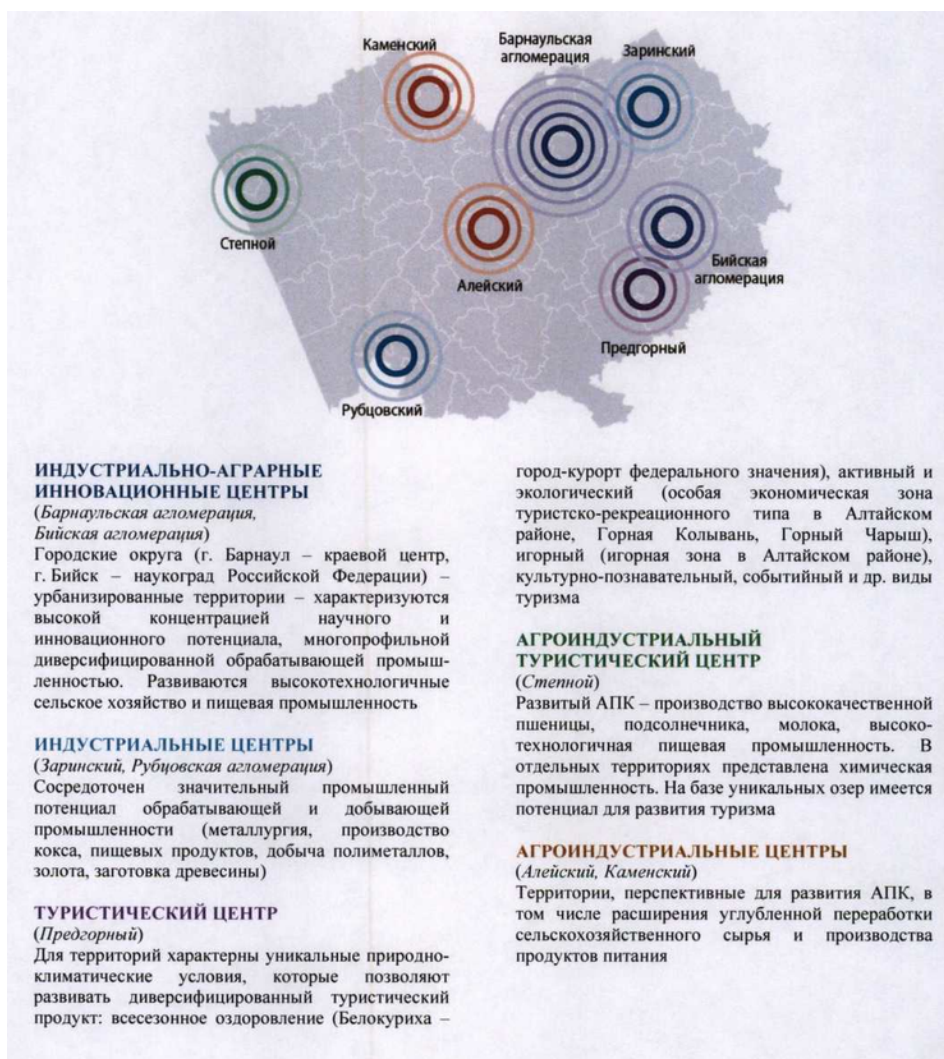 Каменский
Барнаульская
агломерация
Заринский
Степной
Алейский
Бийская
агломерация
Предгорный
Рубцовский
ИНДУСТРИАЛЬНО-АГРАРНЫЕ
ИННОВАЦИОННЫЕ ЦЕНТРЫ
(Барнаульская агломерация,
Бийская агломерация)
Городские округа (г. Барнаул – краевой центр,
г. Бийск – наукоград Российской Федерации) –
урбанизированные территории – характеризуются
высокой концентрацией научного и
инновационного потенциала, многопрофильной
диверсифицированной обрабатывающей промыш-
ленностью. Развиваются высокотехнологичные
сельское хозяйство и пищевая промышленность
ИНДУСТРИАЛЬНЫЕ ЦЕНТРЫ
(Заринский, Рубцовская агломерация)
Сосредоточен значительный промышленный
потенциал обрабатывающей и добывающей
промышленности (металлургия, производство
кокса, пищевых продуктов, добыча полиметаллов,
золота, заготовка древесины)
ТУРИСТИЧЕСКИЙ ЦЕНТР
(Предгорный)
Для территорий характерны уникальные природно-
климатические условия, которые позволяют
развивать диверсифицированный туристический
продукт: всесезонное оздоровление (Белокуриха –
город-курорт федерального значения), активный и
экологический (особая экономическая зона
туристско-рекреационного типа в Алтайском
районе, Горная Колывань, Горный Чарыш),
игорный (игорная зона в Алтайском районе),
культурно-познавательный, событийный и др. виды
туризма
АГРОИНДУСТРИАЛЬНЫЙ
ТУРИСТИЧЕСКИЙ ЦЕНТР
(Степной)
Развитый АПК – производство высококачественной
пшеницы, подсолнечника, молока, высоко-
технологичная пищевая промышленность. В
отдельных территориях представлена химическая
промышленность. На базе уникальных озер имеется
потенциал для развития туризма
АГРОИНДУСТРИАЛЬНЫЕ ЦЕНТРЫ
(Алейский, Каменский)
Территории, перспективные для развития АПК, в
том числе расширения углубленной переработки
сельскохозяйственного сырья и производства
продуктов питания